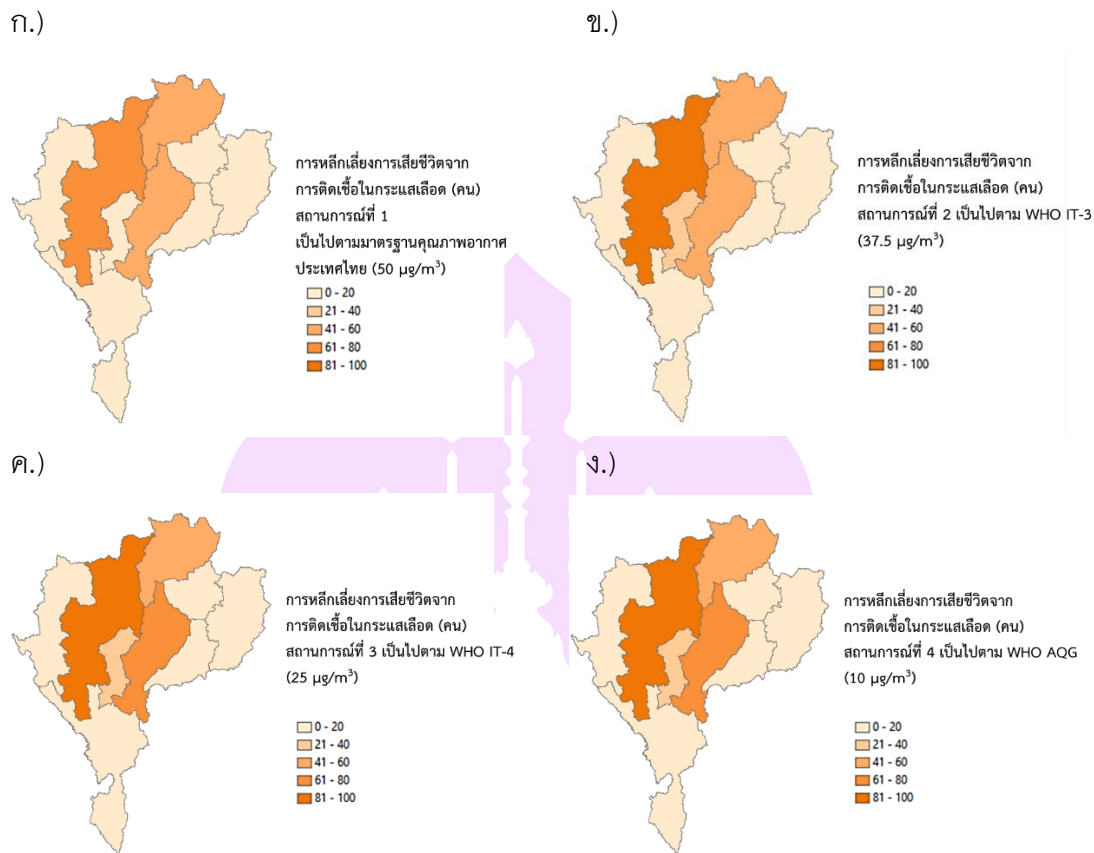 ก.)
การหลีกเลี่ยงการเสียชีวิตจาก
การติดเชื้อในกระแสเลือด (คน)
สถานการณ์ที่ 1
เป็นไปตามมาตรฐานคุณภาพอากาศ
ประเทศไทย (50 µg/m³)
0 - 20
21 - 40
41 - 60
61 - 80
81 - 100
ข.)
การหลีกเลี่ยงการเสียชีวิตจาก
การติดเชื้อในกระแสเลือด (คน)
สถานการณ์ที่ 2 เป็นไปตาม WHO IT-3
(37.5 µg/m³)
0 - 20
21 - 40
41 - 60
61 - 80
81 - 100
ค.)
การหลีกเลี่ยงการเสียชีวิตจาก
การติดเชื้อในกระแสเลือด (คน)
สถานการณ์ที่ 3 เป็นไปตาม WHO IT-4
(25 µg/m³)
0 - 20
21 - 40
41 - 60
61 - 80
81 - 100
ง.)
การหลีกเลี่ยงการเสียชีวิตจาก
การติดเชื้อในกระแสเลือด (คน)
สถานการณ์ที่ 4 เป็นไปตาม WHO AQG
(10 µg/m³)
0 - 20
21 - 40
41 - 60
61 - 80
81 - 100